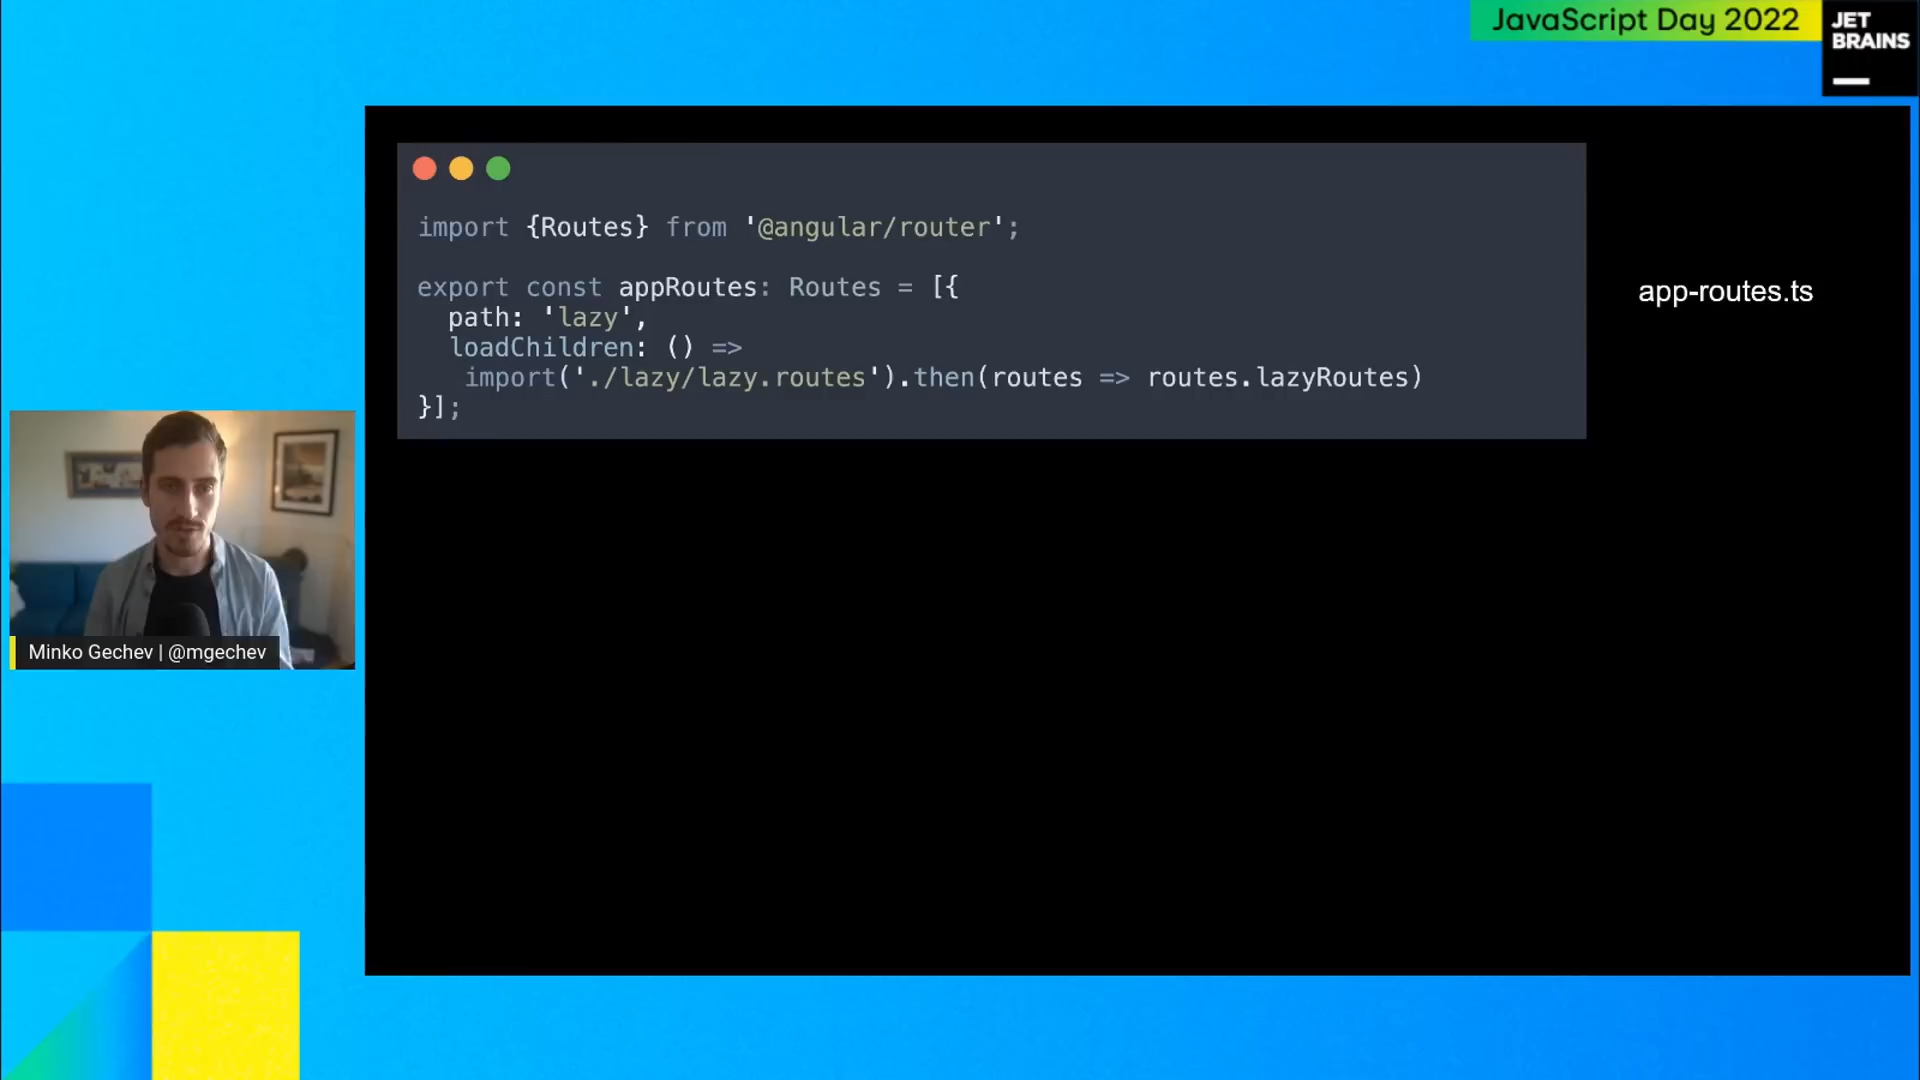 JavaScript Day 2022
JET
BRAINS
import {Routes} from '@angular/router';
export const appRoutes: Routes = [{
  path: 'lazy',
  loadChildren: () =>
   import('./lazy/lazy.routes').then(routes => routes.lazyRoutes)
}];
app-routes.ts
Minko Gechev | @mgechev